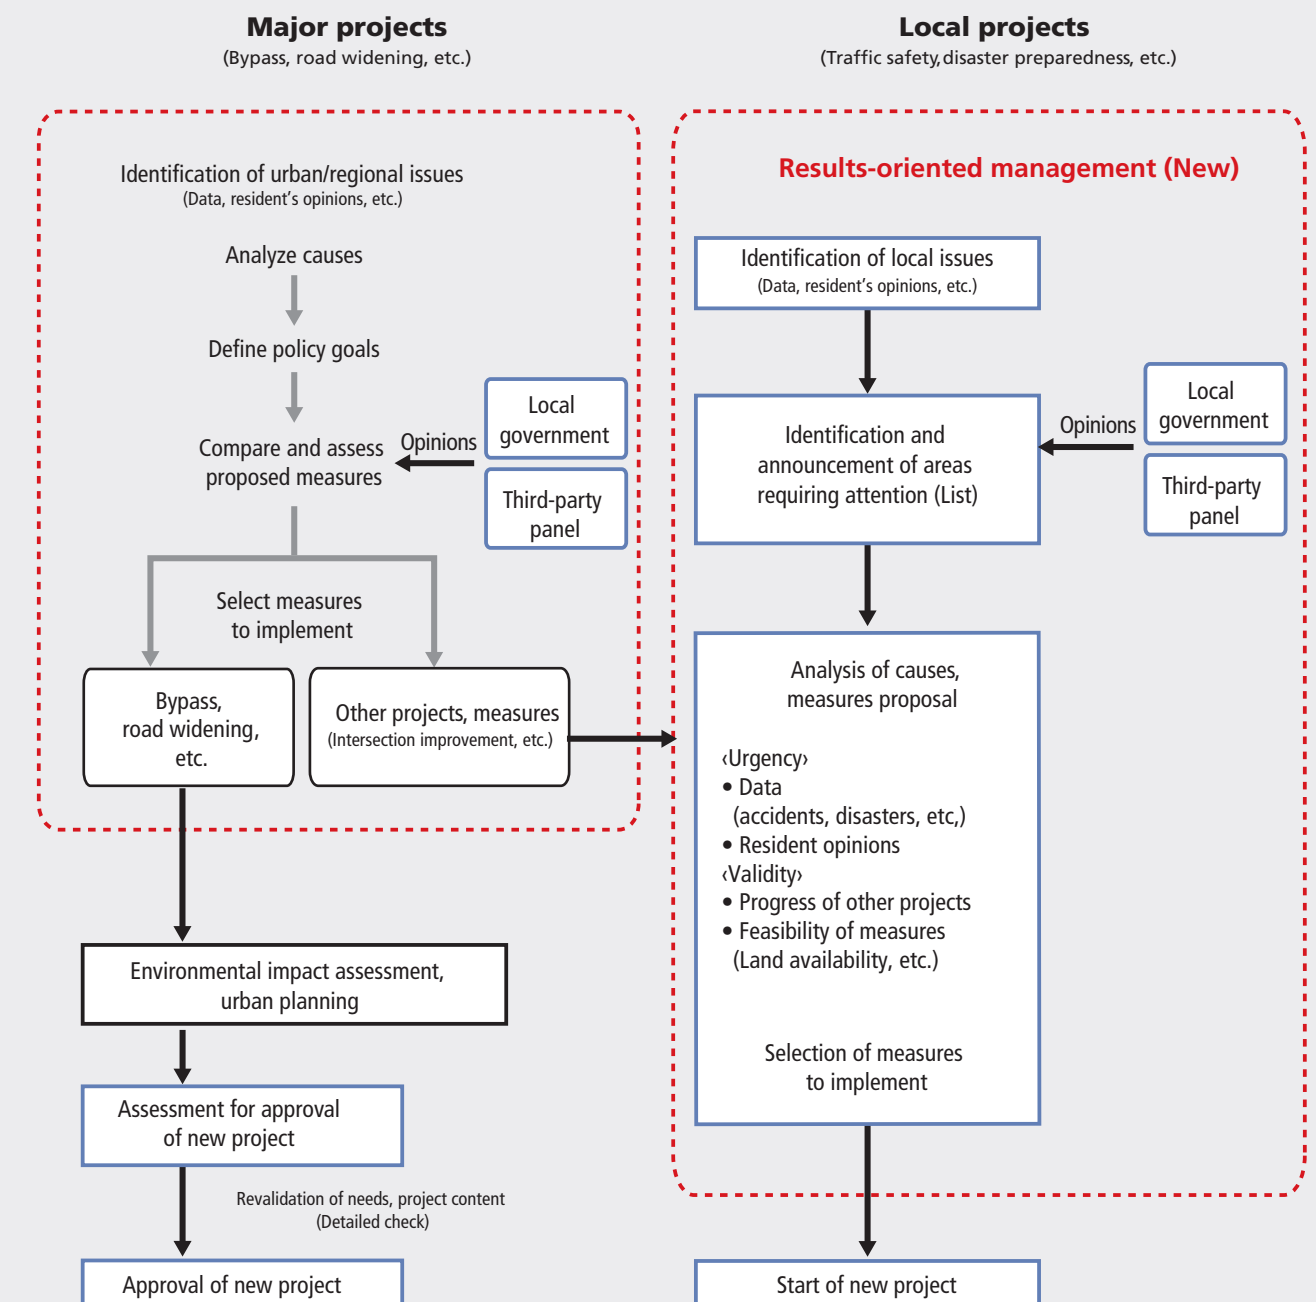 Major projects
(Bypass, road widening, etc.)
Identification of urban/regional issues
(Data, resident’s opinions, etc.)
Analyze causes
Define policy goals
Compare and assess
proposed measures
Opinions
Local
government
Third-party
panel
Select measures
to implement
Bypass,
road widening,
etc.
Other projects, measures
(Intersection improvement, etc.)
Environmental impact assessment,
urban planning
Assessment for approval
of new project
Revalidation of needs, project content
(Detailed check)
Approval of new project
Local projects
(Traffic safety, disaster preparedness, etc.)
Results-oriented management (New)
Identification of local issues
(Data, resident’s opinions, etc.)
Identification and
announcement of areas
requiring attention (List)
Opinions
Local
government
Third-party
panel
Analysis of causes,
measures proposal
‹Urgency›
• Data
(accidents, disasters, etc,)
• Resident opinions
‹Validity›
• Progress of other projects
• Feasibility of measures
(Land availability, etc.)
Selection of measures
to implement
Start of new project